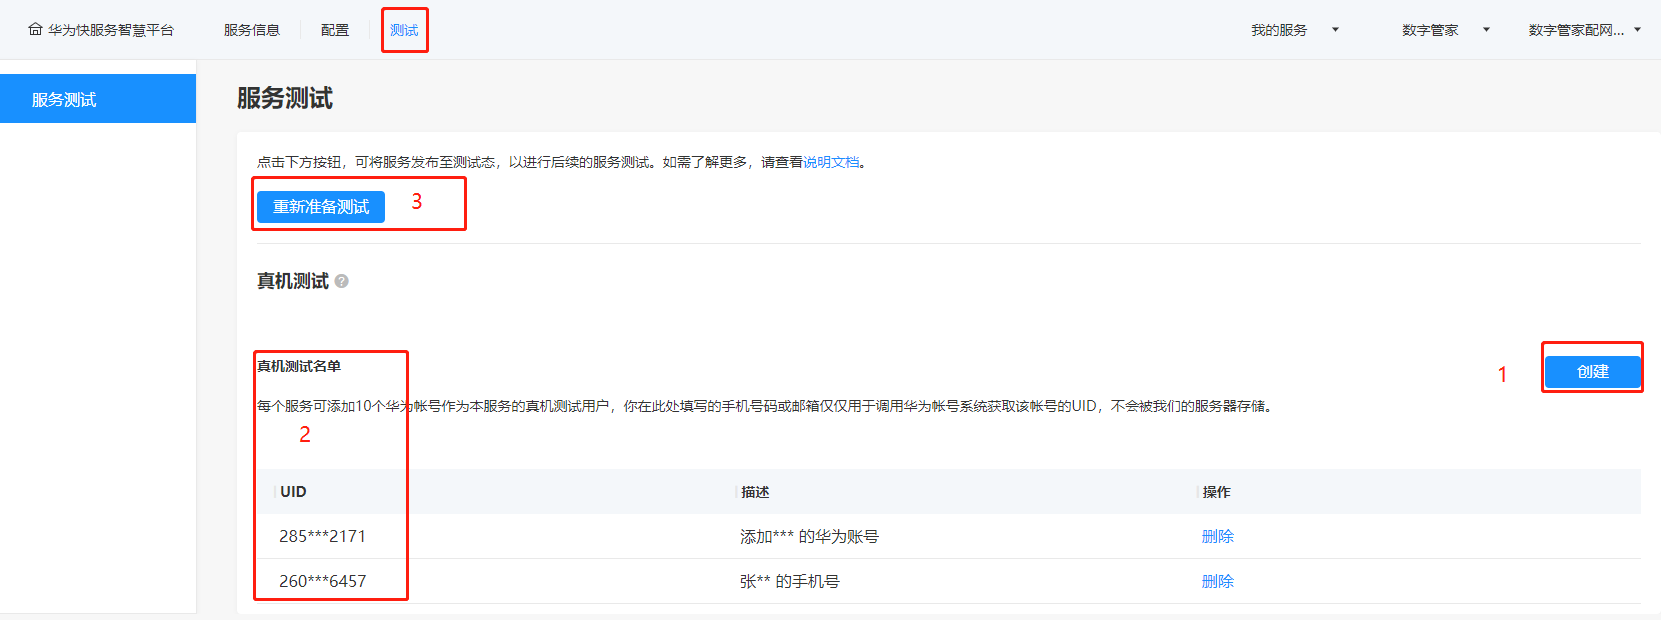 华为快服务智慧平台 服务信息 配置 测试 我的服务 数字管家 数字管家配网...
服务测试
服务测试
点击下方按钮，可将服务发布至测试态，以进行后续的服务测试。如需了解更多，请查看说明文档。
重新准备测试 3
真机测试 ?
真机测试名单
1 创建
每个服务可添加10个华为帐号作为本服务的真机测试用户，你在此处填写的手机号码或邮箱仅仅用于调用华为帐号系统获取该帐号的UID，不会被我们的服务器存储。
2
UID 描述 操作
285***2171 添加*** 的华为账号 删除
260***6457 张** 的手机号 删除